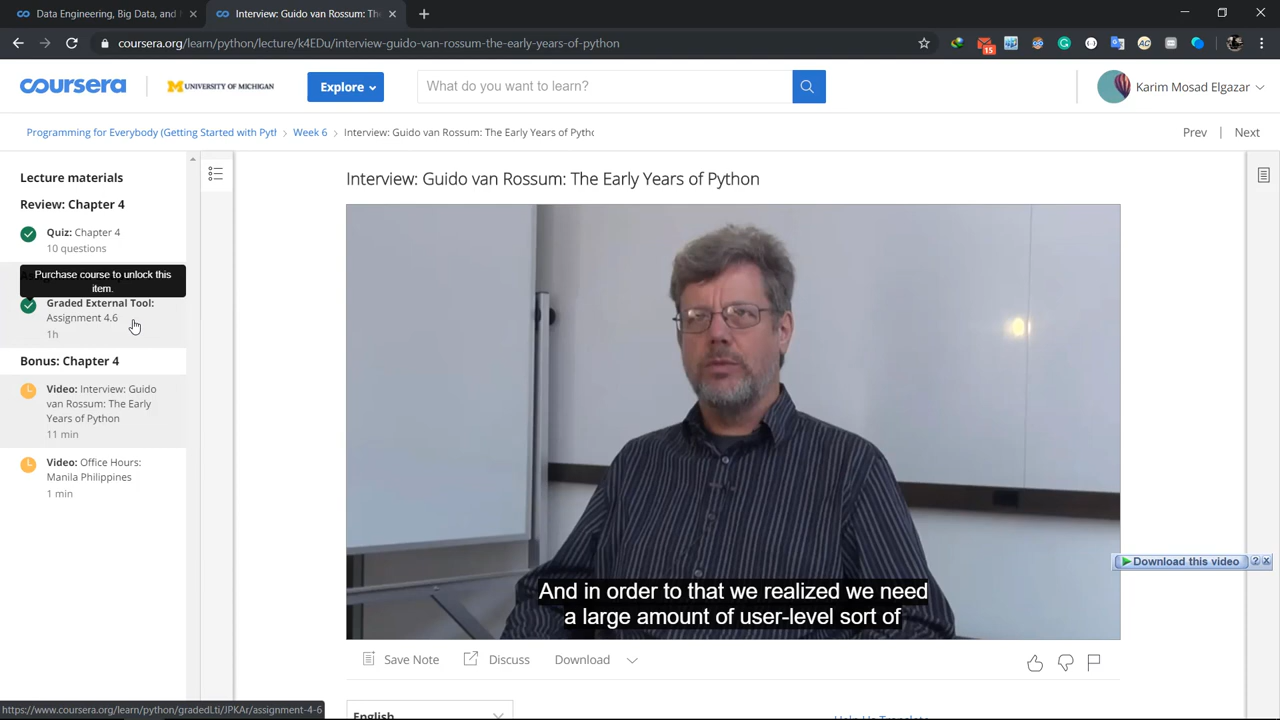 Data Engineering, Big Data, and
Interview: Guido van Rossum: The
coursera.org/learn/python/lecture/k4EDu/interview-guido-van-rossum-the-early-years-of-python
15
coursera
M UNIVERSITY OF MICHIGAN
Explore
What do you want to learn?
Karim Mosad Elgazar
Programming for Everybody (Getting Started with Pyth
Week 6
Interview: Guido van Rossum: The Early Years of Pytho
Prev | Next
Lecture materials
Review: Chapter 4
Quiz: Chapter 4
10 questions
Purchase course to unlock this
item.
Graded External Tool:
Assignment 4.6
1h
Bonus: Chapter 4
Video: Interview: Guido
van Rossum: The Early
Years of Python
11 min
Video: Office Hours:
Manila Philippines
1 min
Interview: Guido van Rossum: The Early Years of Python
And in order to that we realized we need
a large amount of user-level sort of
Download this video
?
Save Note
Discuss
Download
English
Help Us Translate
https://www.coursera.org/learn/python/gradedLti/JPKAr/assignment-4-6